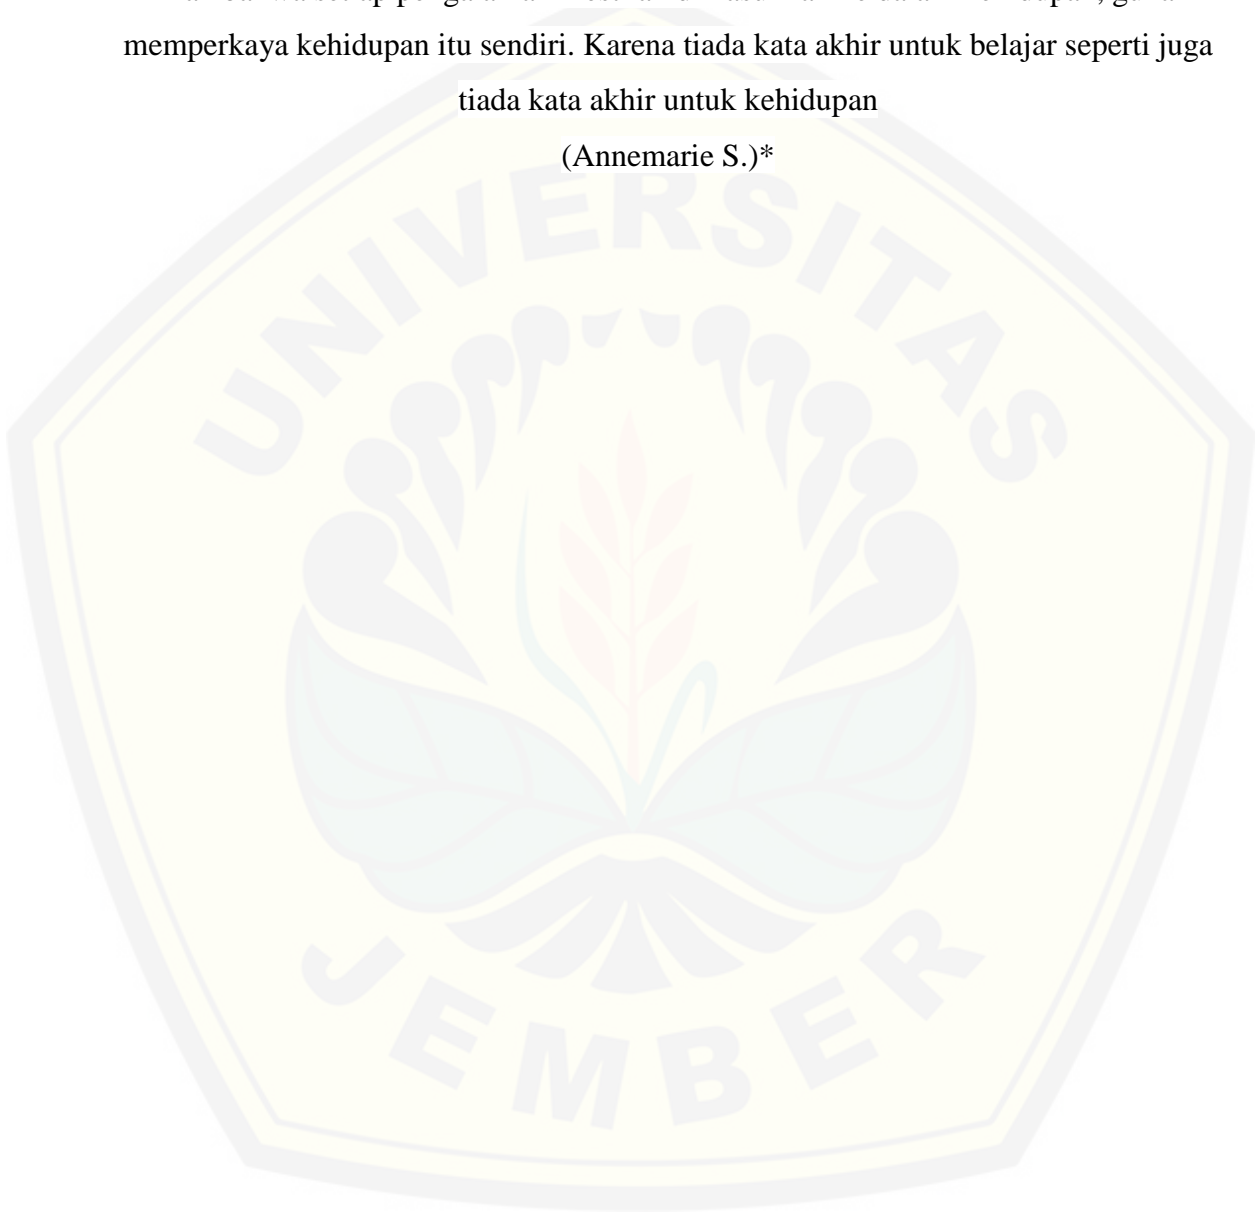 memperkaya kehidupan itu sendiri. Karena tiada kata akhir untuk belajar seperti juga
tiada kata akhir untuk kehidupan
(Annemarie S.)*
UNIVERSITAS
JEMBER